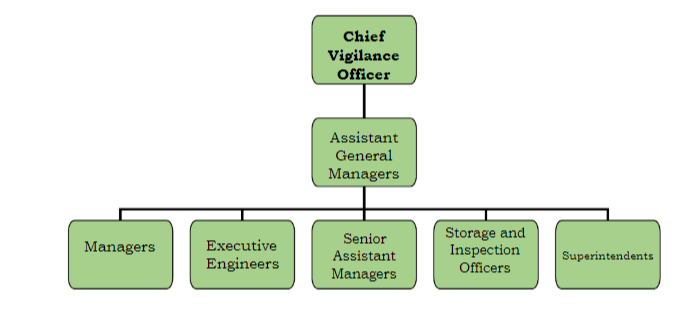 Chief
Vigilance
Officer
Assistant
General
Managers
Managers
Executive
Engineers
Senior
Assistant
Managers
Storage and
Inspection
Officers
Superintendents